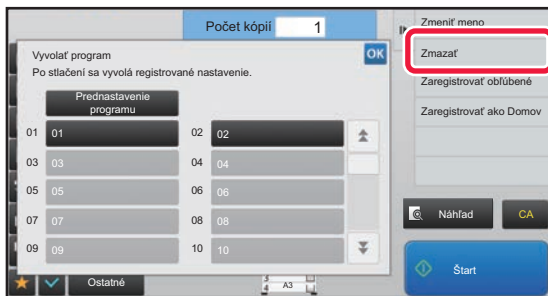 Počet kópií 1
Vyvolať program
OK
Po stlačení sa vyvolá registrované nastavenie.
Prednastavenie
programu
01 01
02 02
03 03
04 04
05 05
06 06
07 07
08 08
09 09
10 10
Ostatné
3
4
A3
Zmeniť meno
Zmazať
Zaregistrovať obľúbené
Zaregistrovať ako Domov
Náhľad
CA
Štart